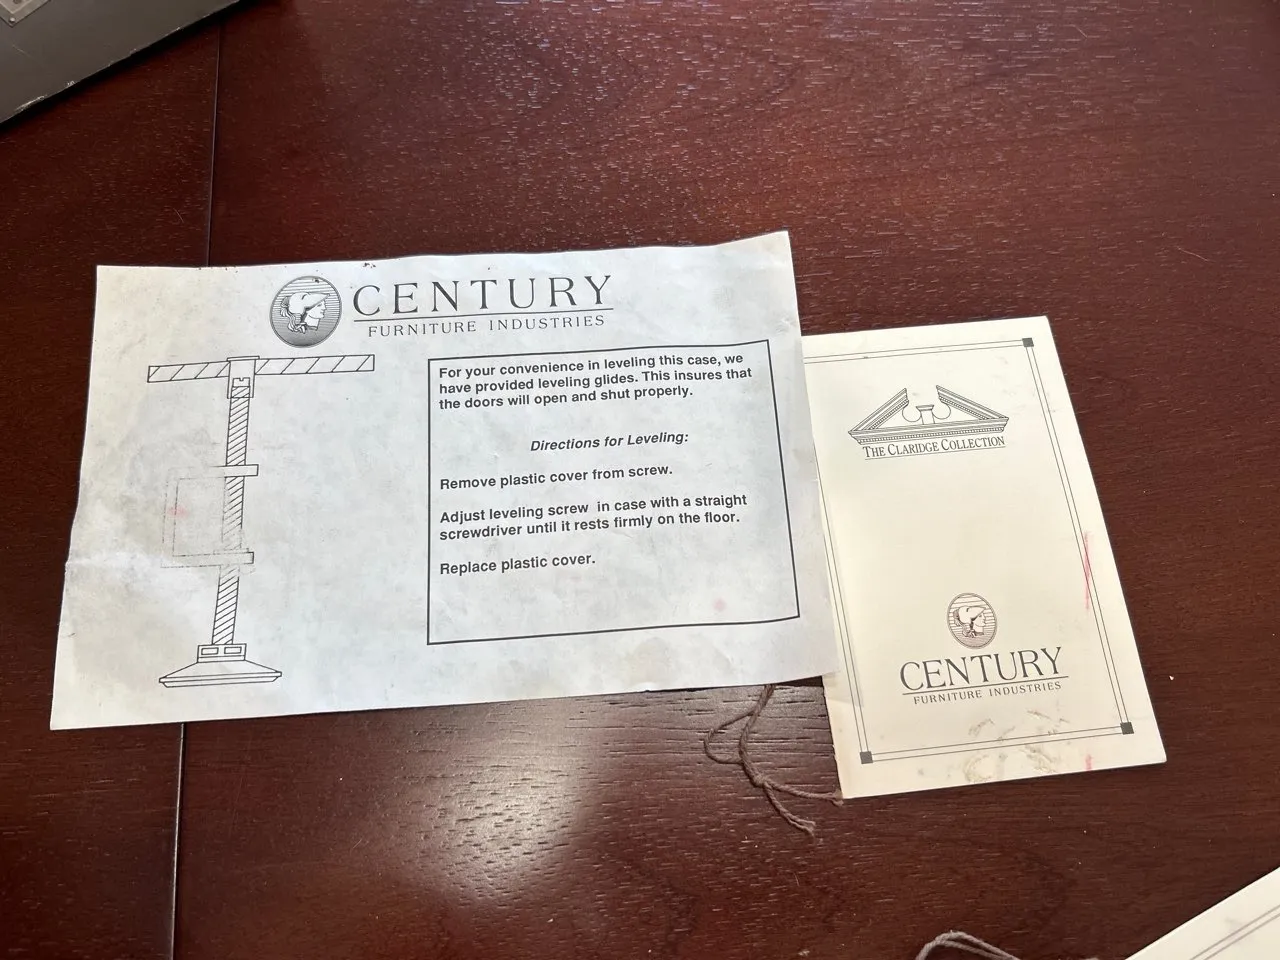 CENTURY
FURNITURE INDUSTRIES
For your convenience in leveling this case, we
have provided leveling glides. This insures that
the doors will open and shut properly.
Directions for Leveling:
Remove plastic cover from screw.
Adjust leveling screw in case with a straight
screwdriver until it rests firmly on the floor.
Replace plastic cover.
THE CLARIDGE COLLECTION
CENTURY
FURNITURE INDUSTRIES